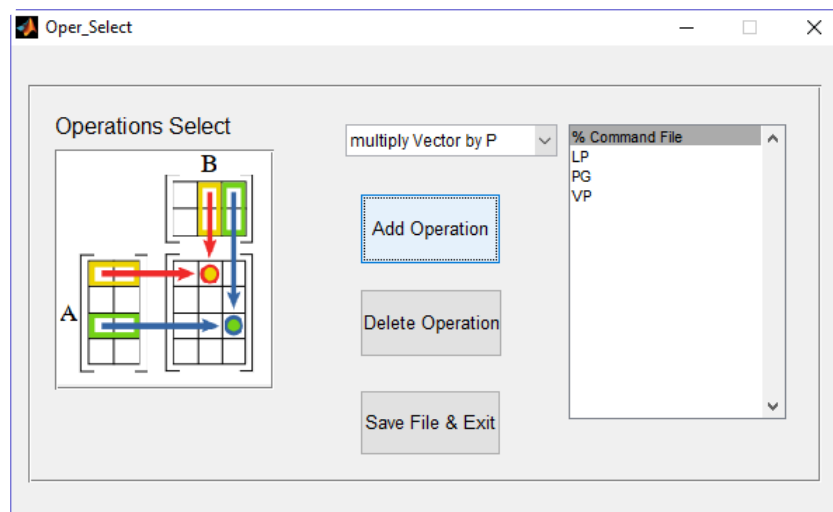 Oper_Select
Operations Select
B
A
multiply Vector by P
Add Operation
Delete Operation
Save File & Exit
% Command File
LP
PG
VP